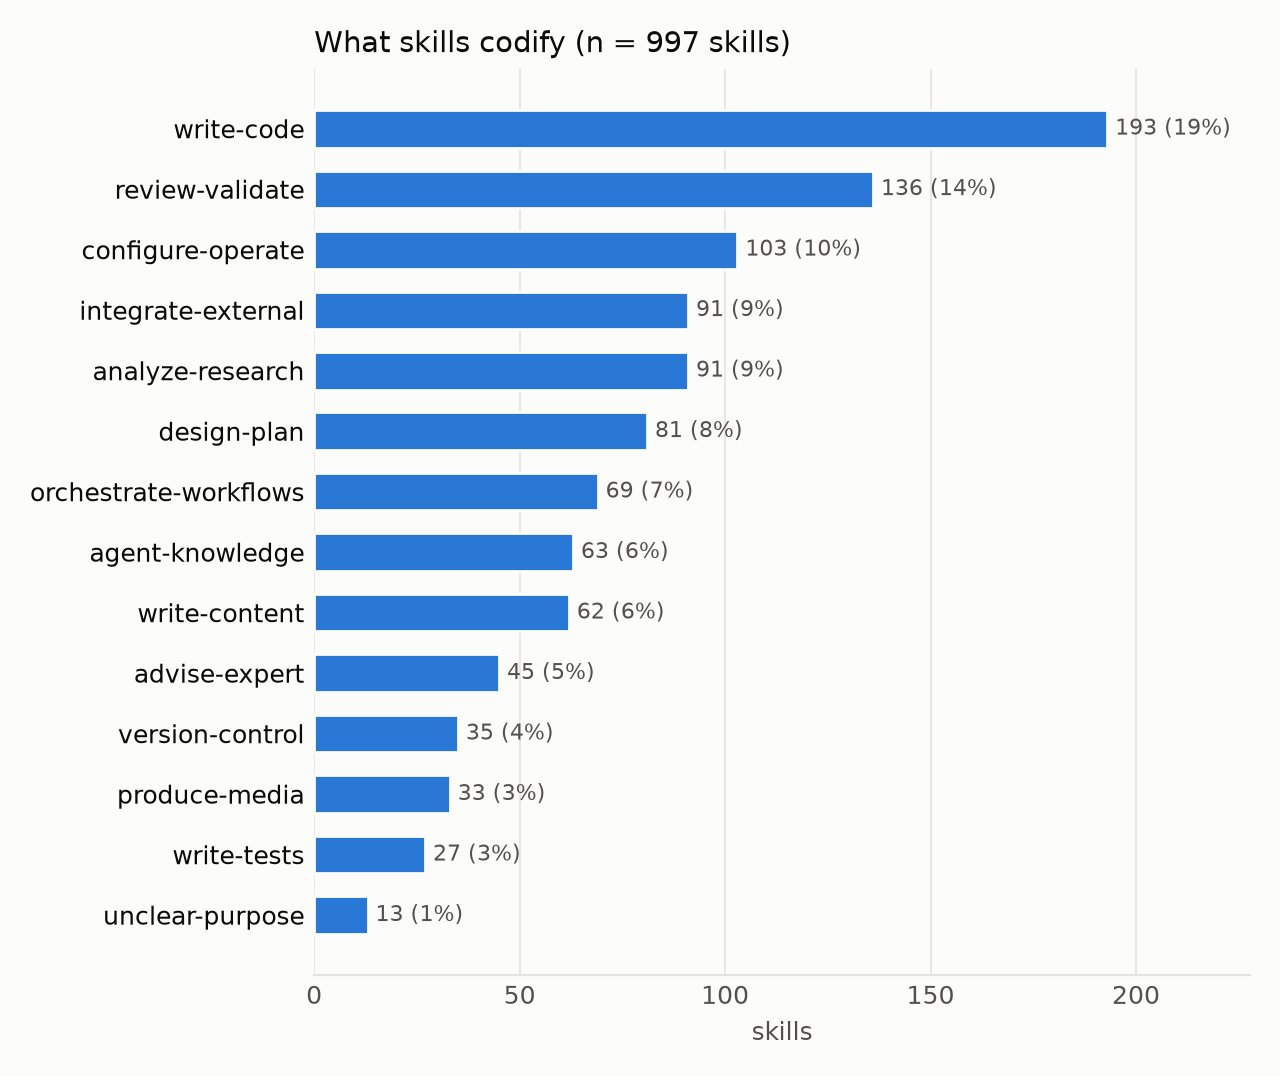 What skills codify (n = 997 skills)
write-code 193 (19%)
review-validate 136 (14%)
configure-operate 103 (10%)
integrate-external 91 (9%)
analyze-research 91 (9%)
design-plan 81 (8%)
orchestrate-workflows 69 (7%)
agent-knowledge 63 (6%)
write-content 62 (6%)
advise-expert 45 (5%)
version-control 35 (4%)
produce-media 33 (3%)
write-tests 27 (3%)
unclear-purpose 13 (1%)
0 50 100 150 200
skills